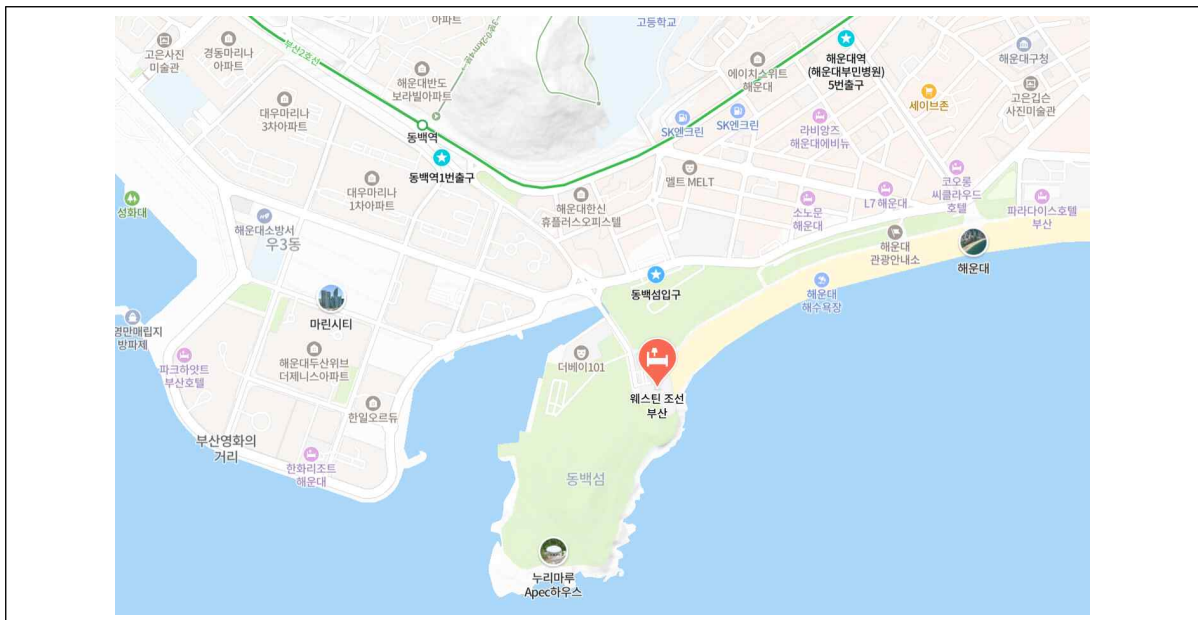 아파트
고등학교
고은사진
미술관
경동마리나
아파트
부산2호선
해운대반도
보라빌아파트
에이치스위트
해운대
해운대역
(해운대부민병원)
5번출구
해운대구청
대우마리나
3차아파트
동백역
SK엔크린
SK엔크린
세이브존
고은깁슨
사진미술관
라비앙즈
해운대에비뉴
동백역1번출구
멜트 MELT
대우마리나
1차아파트
해운대한신
휴플러스오피스텔
소노문
해운대
L7 해운대
코오롱
씨클라우드
호텔
파라다이스호텔
부산
성화대
해운대소방서
우3동
해운대
관광안내소
해운대
동백섬입구
해운대
해수욕장
마린시티
영만매립지
방파제
파크하얏트
부산호텔
해운대두산위브
더제니스아파트
더베이101
웨스틴 조선
부산
한일오르듀
부산영화의
거리
한화리조트
해운대
동백섬
누리마루
Apec하우스